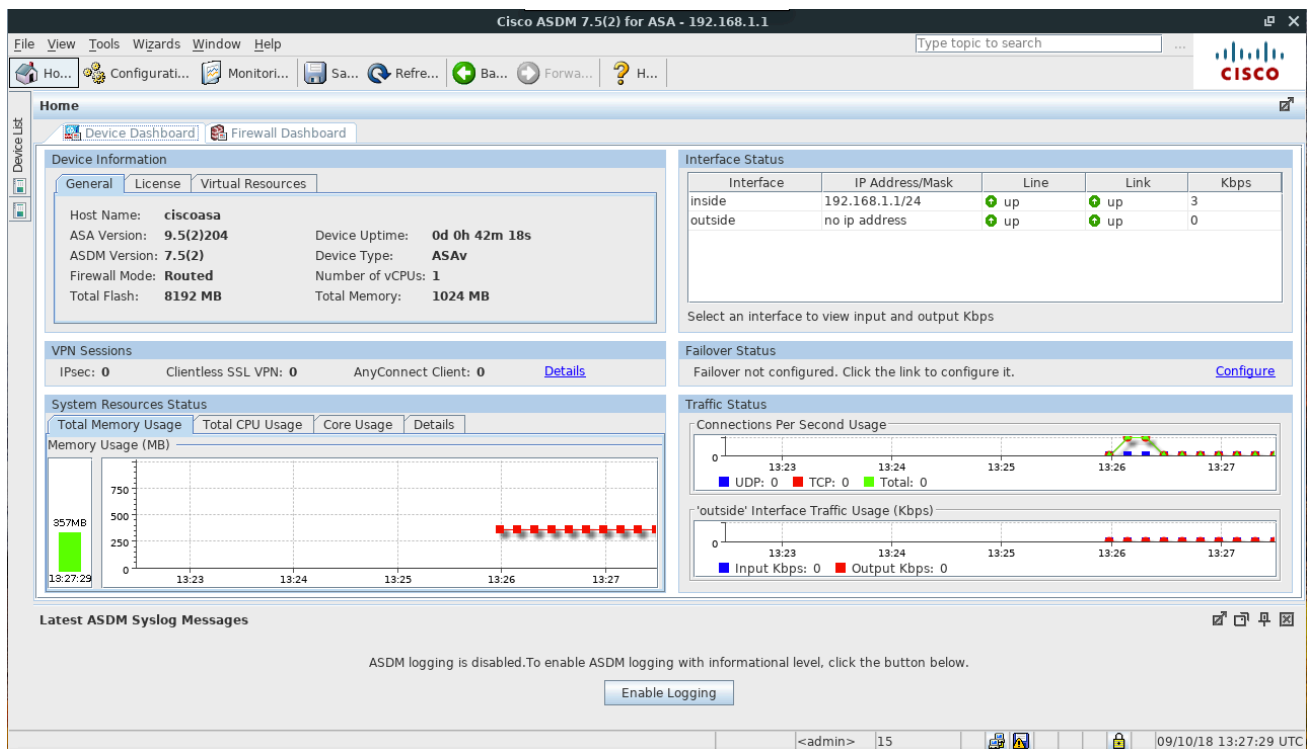 Cisco ASDM 7.5(2) for ASA - 192.168.1.1
File View Tools Wizards Window Help
Type topic to search
...
Ho... Configurati... Monitori... Sa... Refre... Ba... Forwa... H...
CISCO
Home
Device List
Device Dashboard Firewall Dashboard
Device Information
General License Virtual Resources
Host Name: ciscoasa
ASA Version: 9.5(2)204 Device Uptime: 0d 0h 42m 18s
ASDM Version: 7.5(2) Device Type: ASAv
Firewall Mode: Routed Number of vCPUs: 1
Total Flash: 8192 MB Total Memory: 1024 MB
Interface Status
Interface IP Address/Mask Line Link Kbps
inside 192.168.1.1/24 up up 3
outside no ip address up up 0
Select an interface to view input and output Kbps
VPN Sessions
IPsec: 0 Clientless SSL VPN: 0 AnyConnect Client: 0 Details
Failover Status
Failover not configured. Click the link to configure it. Configure
System Resources Status
Total Memory Usage Total CPU Usage Core Usage Details
Memory Usage (MB)
750
500
250
0
357MB
13:27:29
13:23 13:24 13:25 13:26 13:27
Traffic Status
Connections Per Second Usage
0
13:23 13:24 13:25 13:26 13:27
UDP: 0 TCP: 0 Total: 0
'outside' Interface Traffic Usage (Kbps)
0
13:23 13:24 13:25 13:26 13:27
Input Kbps: 0 Output Kbps: 0
Latest ASDM Syslog Messages
ASDM logging is disabled.To enable ASDM logging with informational level, click the button below.
Enable Logging
<admin> 15 09/10/18 13:27:29 UTC